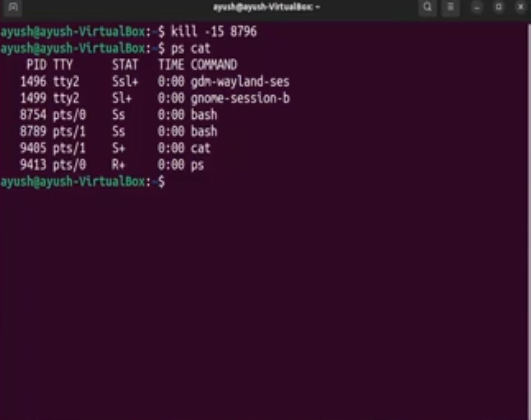 ayush@ayush-VirtualBox: ~
ayush@ayush-VirtualBox:~$ kill -15 8796
ayush@ayush-VirtualBox:~$ ps cat
PID TTY STAT TIME COMMAND
1496 tty2 Ssl+ 0:00 gdm-wayland-ses
1499 tty2 Sl+ 0:00 gnome-session-b
8754 pts/0 Ss 0:00 bash
8789 pts/1 Ss 0:00 bash
9405 pts/1 S+ 0:00 cat
9413 pts/0 R+ 0:00 ps
ayush@ayush-VirtualBox:~$